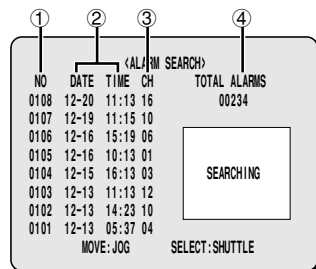 ① ② ③ ④
<ALARM SEARCH>
NO DATE TIME CH TOTAL ALARMS
0108 12-20 11:13 16 00234
0107 12-19 11:15 10
0106 12-16 15:19 06
0105 12-16 10:13 01
0104 12-15 16:13 03 SEARCHING
0103 12-13 11:13 12
0102 12-13 14:23 10
0101 12-13 05:37 04
MOVE:JOG SELECT:SHUTTLE